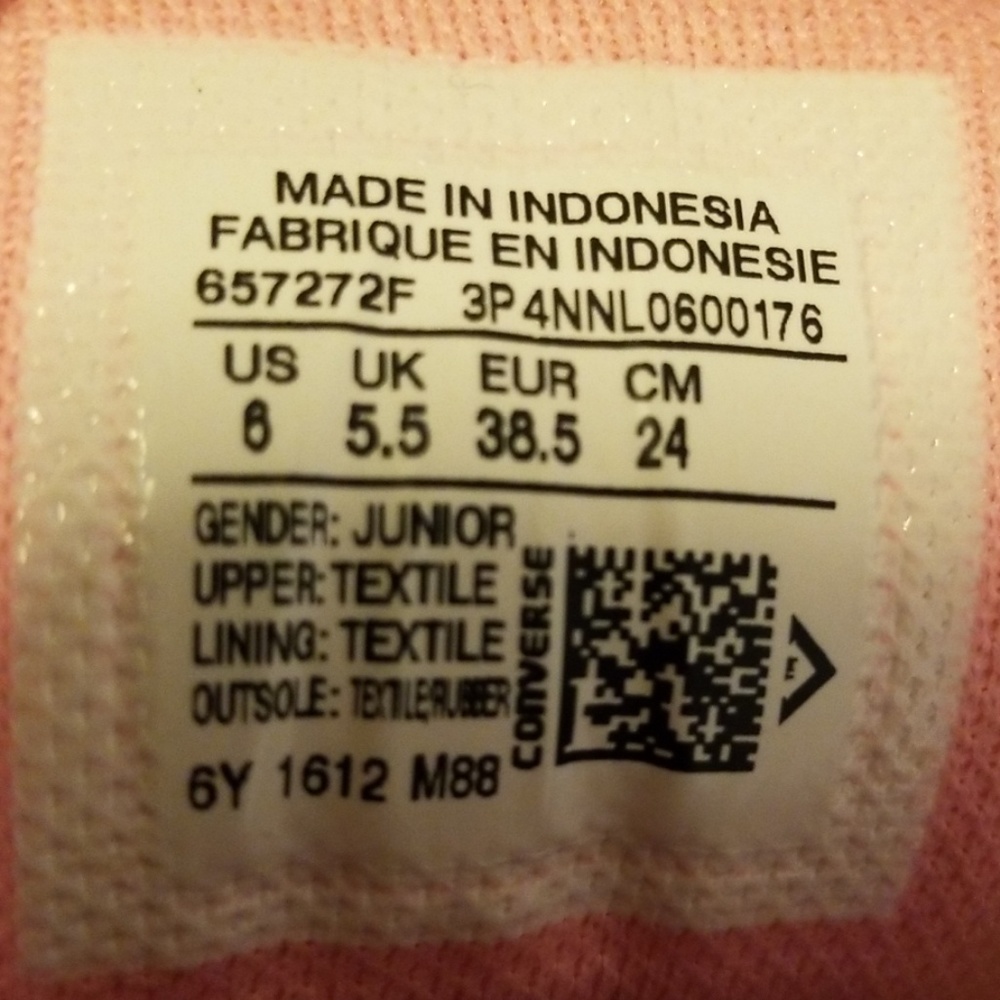 MADE IN INDONESIA
FABRIQUE EN INDONESIE
657272F 3P4NNL0600176
US UK EUR CM
6 5.5 38.5 24
GENDER: JUNIOR
UPPER: TEXTILE
LINING: TEXTILE
OUTSOLE: TEXTILE/RUBBER
CONVERSE
6Y 1612 M88